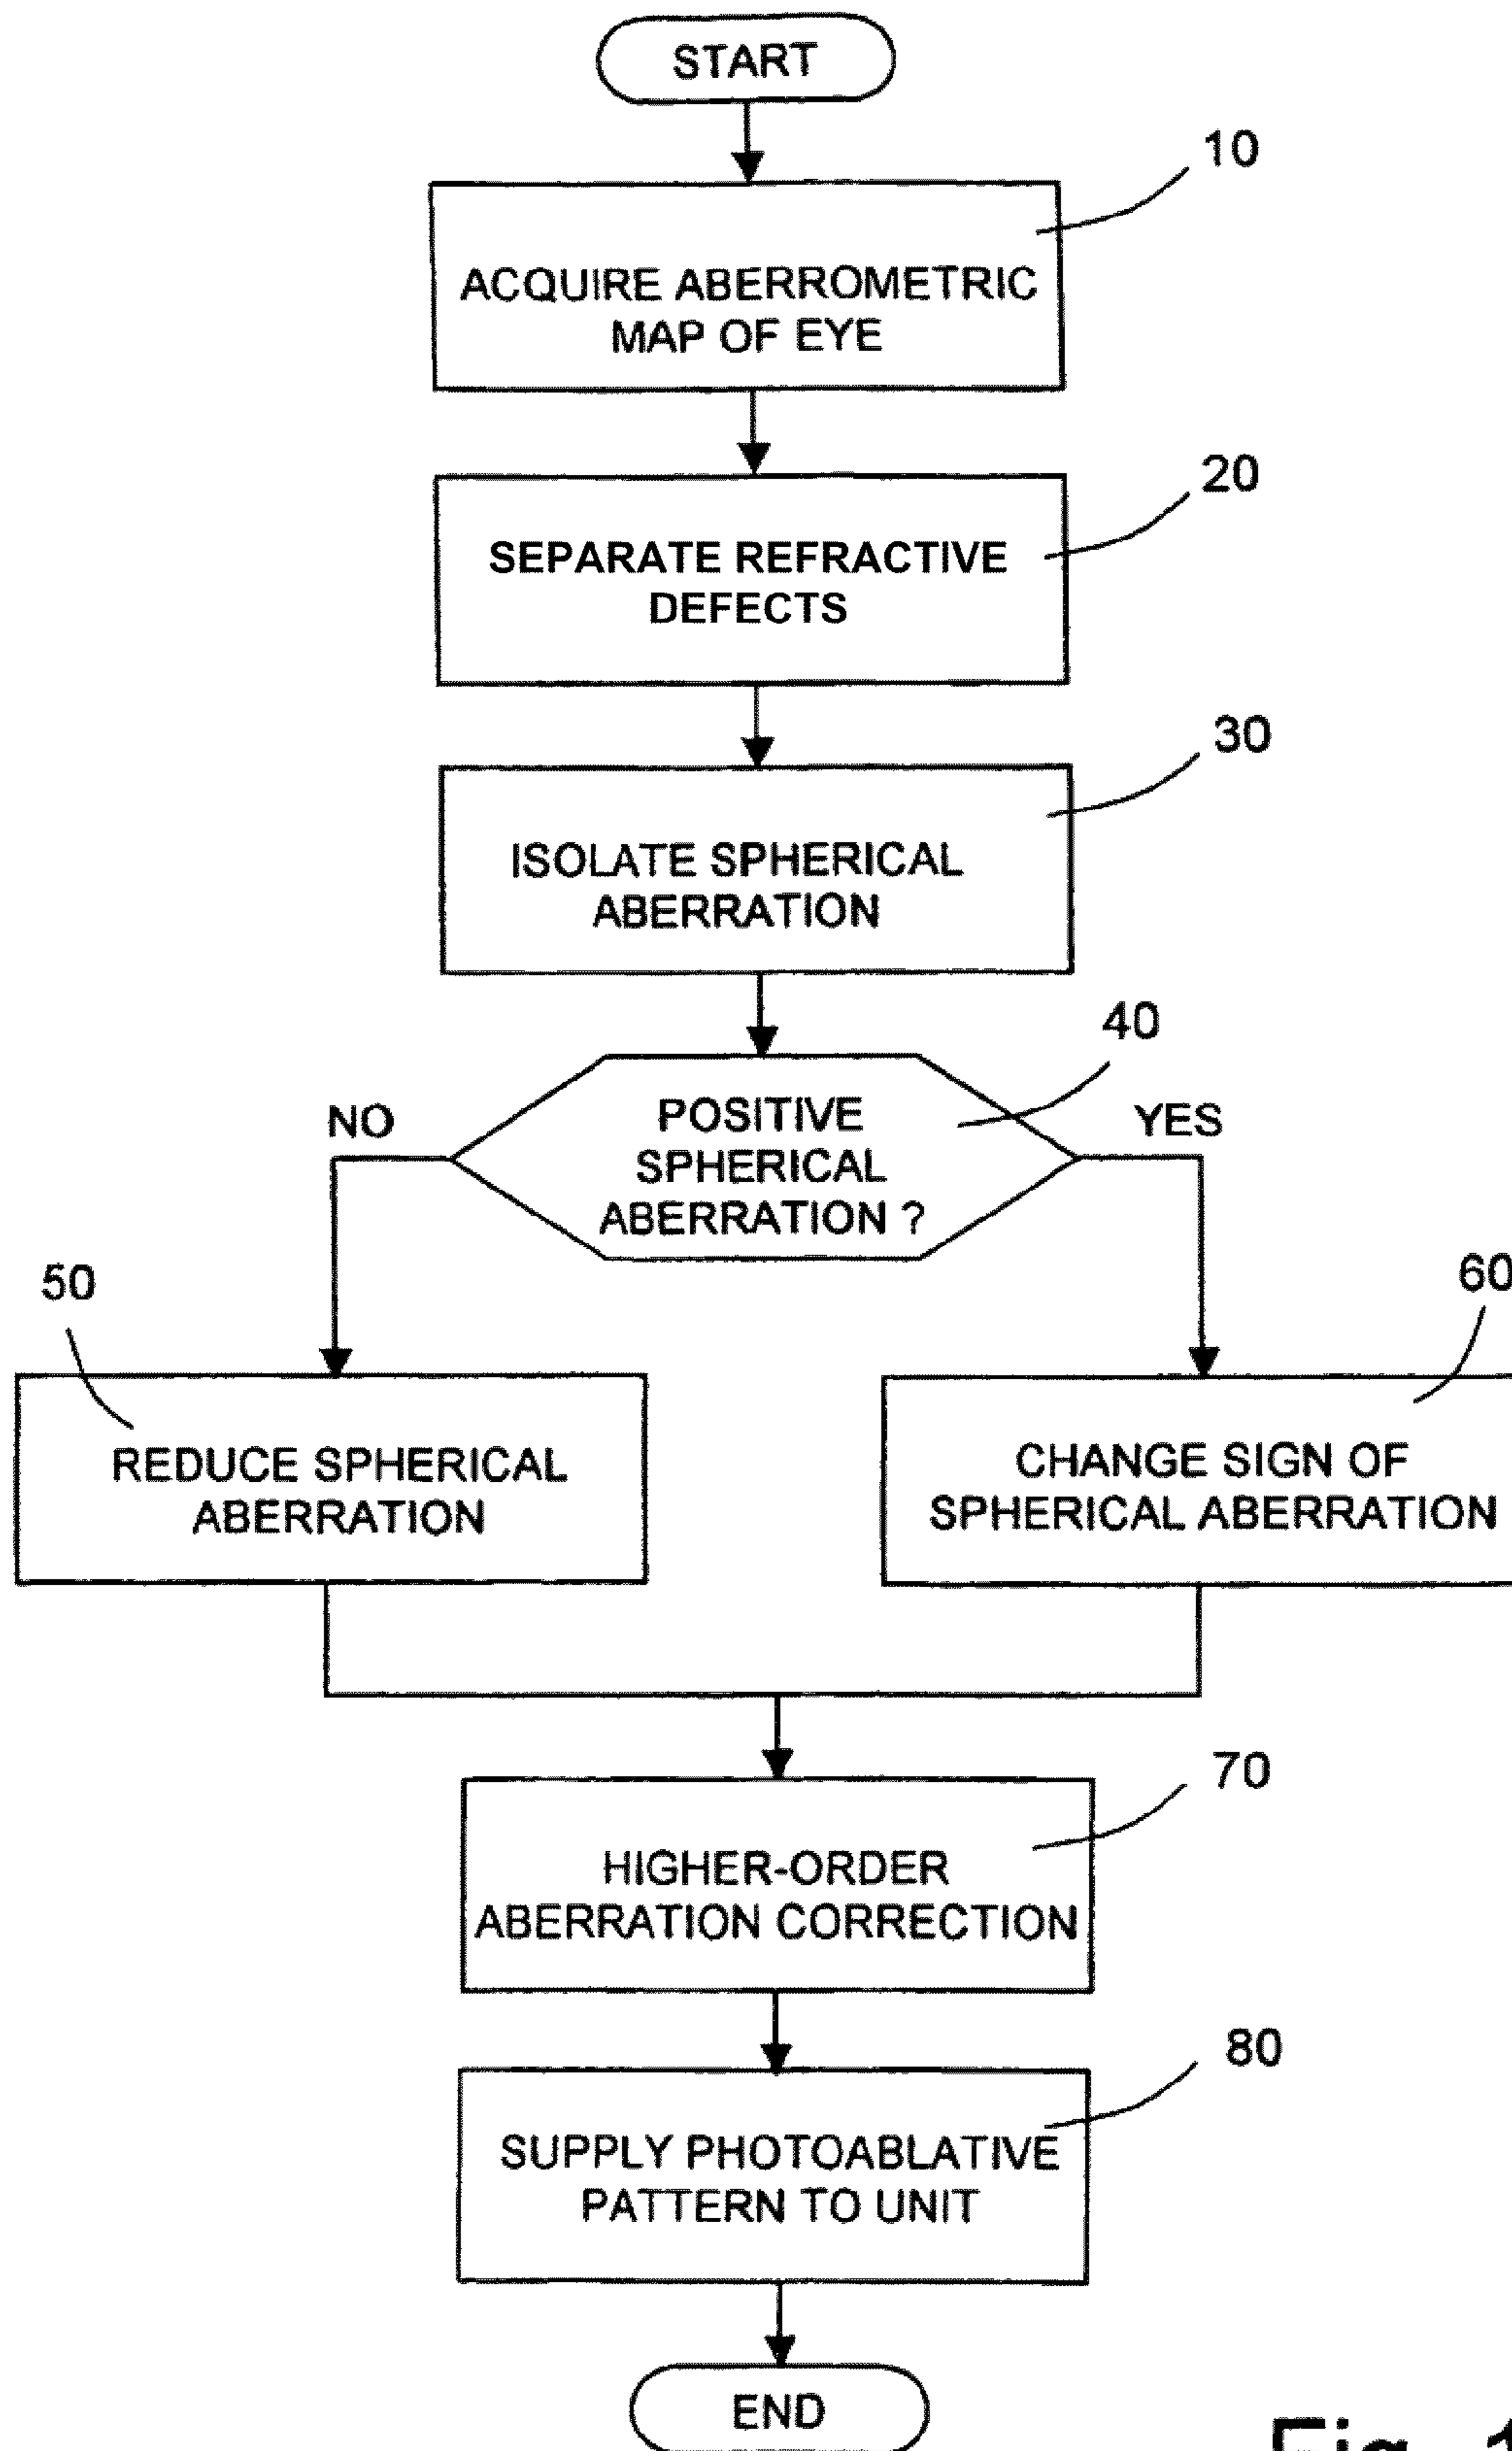 START
10
ACQUIRE ABERROMETRIC
MAP OF EYE
20
SEPARATE REFRACTIVE
DEFECTS
30
ISOLATE SPHERICAL
ABERRATION
40
NO
POSITIVE
SPHERICAL
ABERRATION ?
YES
50
60
REDUCE SPHERICAL
ABERRATION
CHANGE SIGN OF
SPHERICAL ABERRATION
70
HIGHER-ORDER
ABERRATION CORRECTION
80
SUPPLY PHOTOABLATIVE
PATTERN TO UNIT
END
Fig. 1